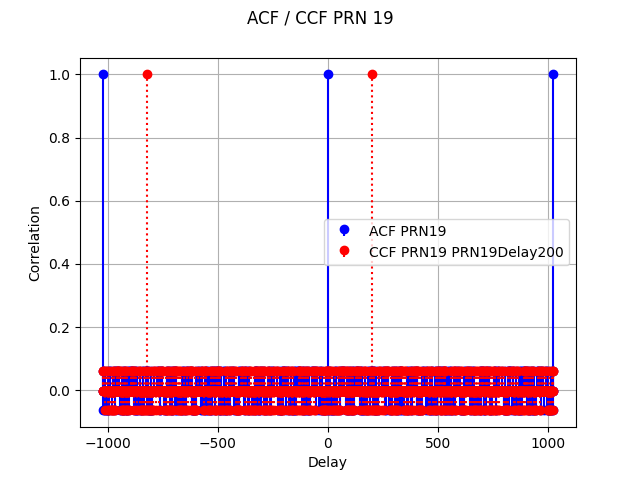 ACF / CCF PRN 19
1.0
0.8
0.6
0.4
0.2
0.0
Correlation
ACF PRN19
CCF PRN19 PRN19Delay200
−1000
−500
0
500
1000
Delay